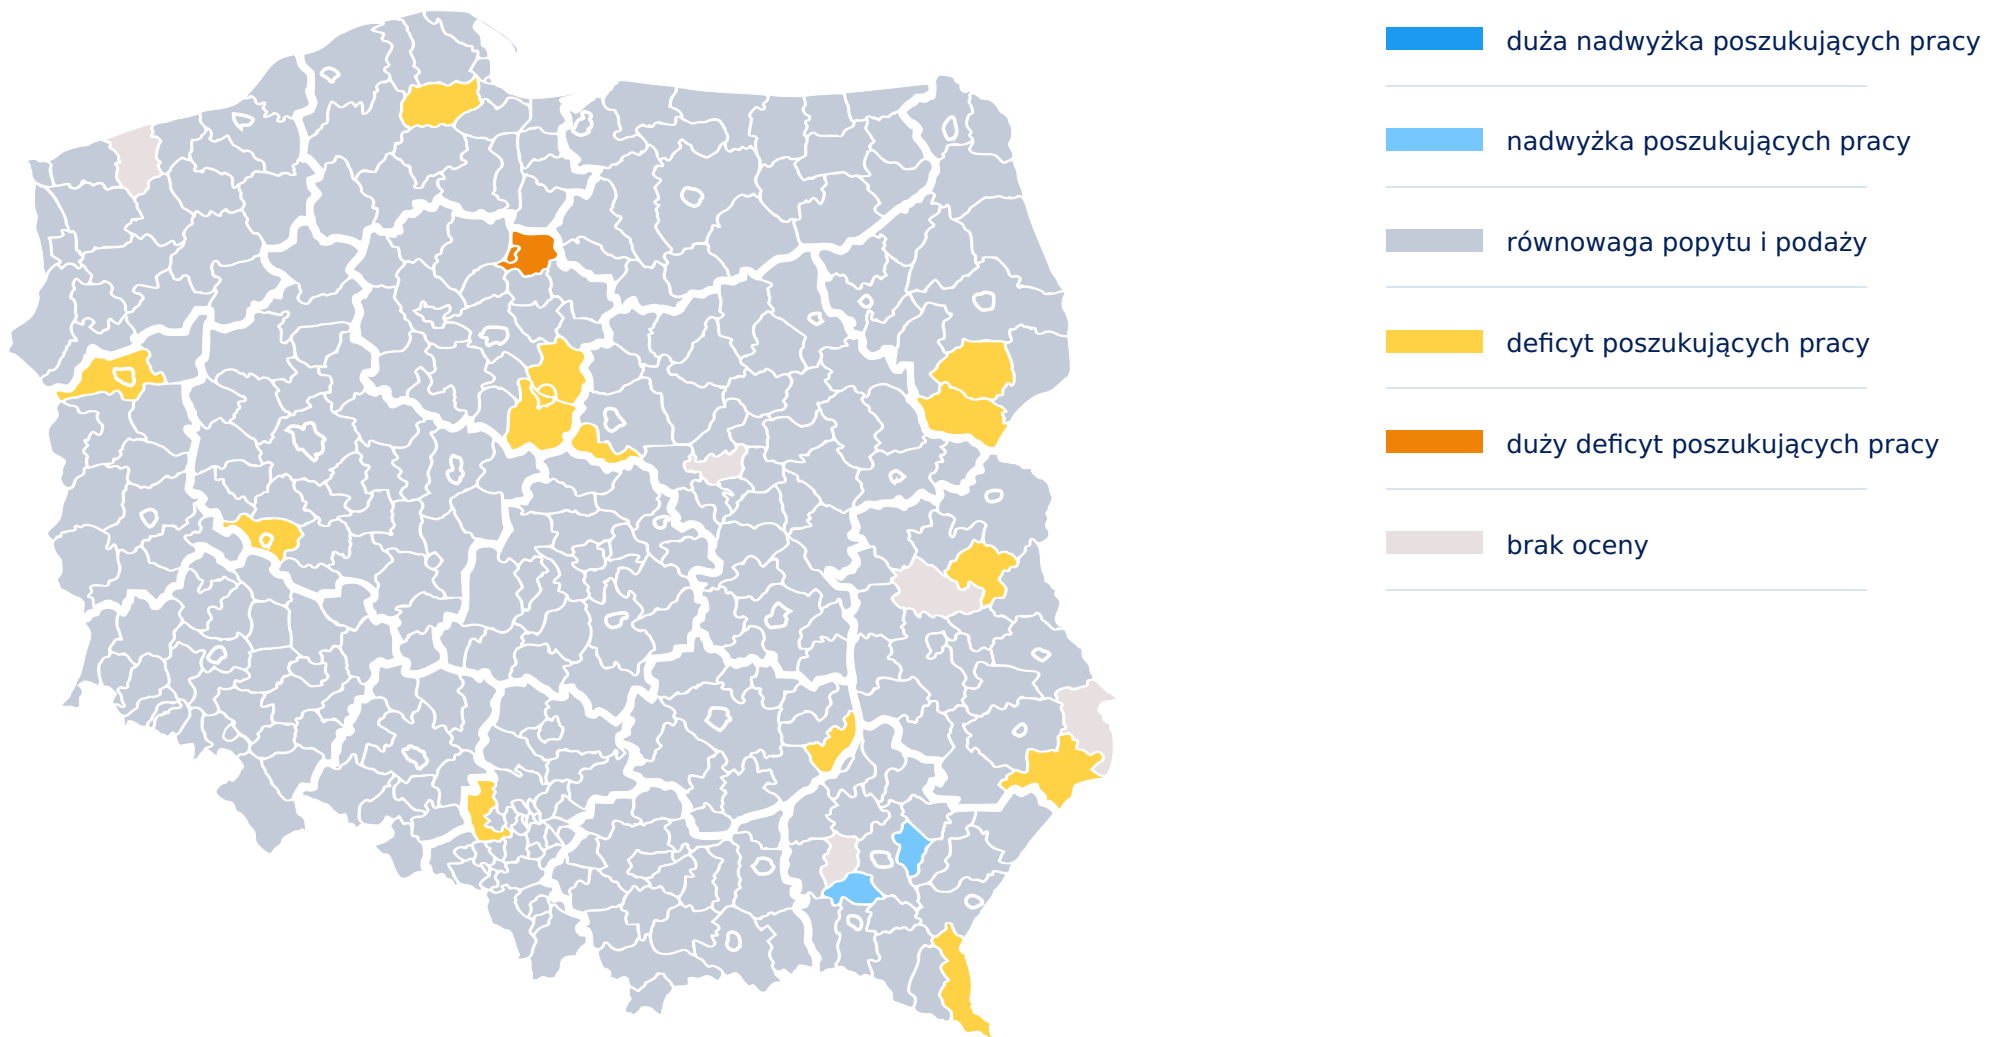 duża nadwyżka poszukujących pracy
nadwyżka poszukujących pracy
równowaga popytu i podaży
deficyt poszukujących pracy
duży deficyt poszukujących pracy
brak oceny